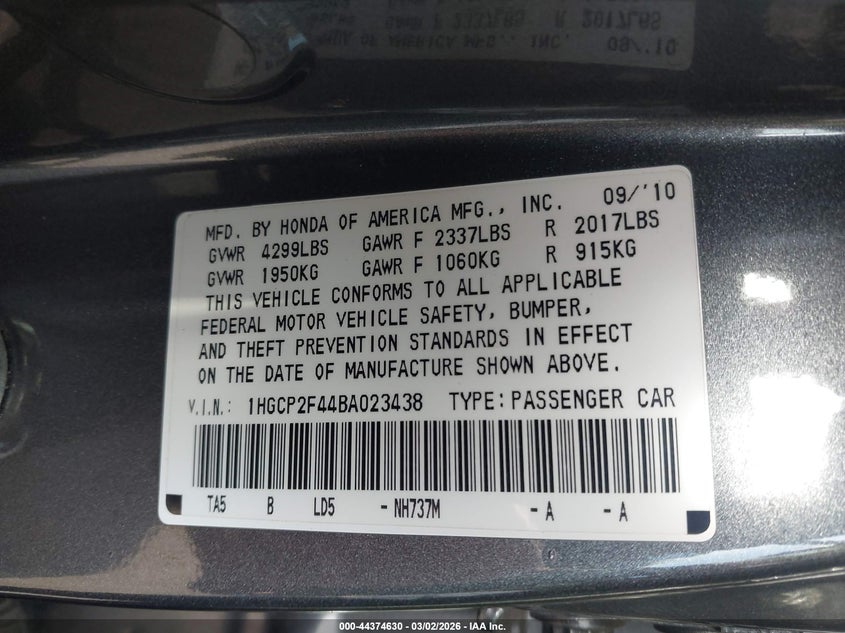 MFD. BY HONDA OF AMERICA MFG., INC. 09/'10
GVWR 4299LBS GAWR F 2337LBS R 2017LBS
GVWR 1950KG GAWR F 1060KG R 915KG
THIS VEHICLE CONFORMS TO ALL APPLICABLE
FEDERAL MOTOR VEHICLE SAFETY, BUMPER,
AND THEFT PREVENTION STANDARDS IN EFFECT
ON THE DATE OF MANUFACTURE SHOWN ABOVE.
V.I.N.: 1HGCP2F44BA023438 TYPE: PASSENGER CAR
TA5 B LD5 - NH737M - A - A
000-44374630 - 03/02/2026 - IAA Inc.